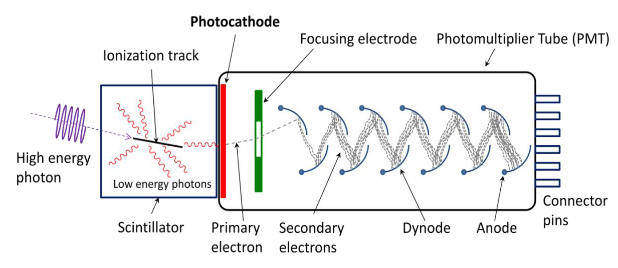 Photocathode
Ionization track
Focusing electrode
Photomultiplier Tube (PMT)
High energy
photon
Low energy photons
Scintillator
Primary
electron
Secondary
electrons
Dynode
Anode
Connector
pins